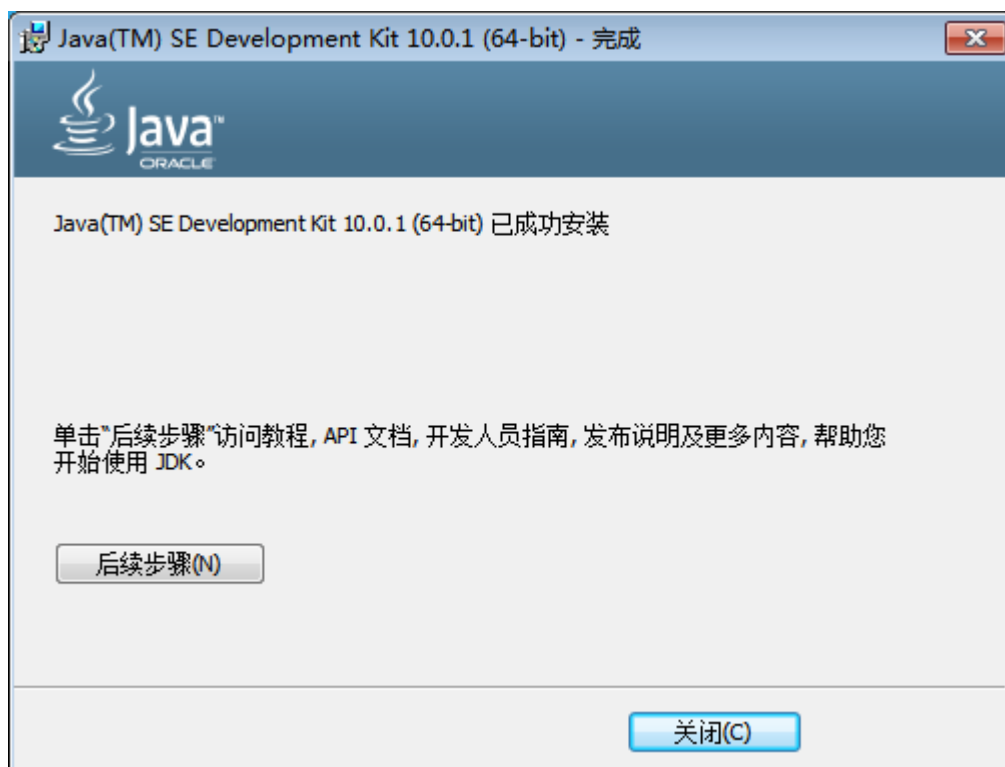 Java(TM) SE Development Kit 10.0.1 (64-bit) - 完成
Java™
ORACLE
Java(TM) SE Development Kit 10.0.1 (64-bit) 已成功安装
单击"后续步骤"访问教程, API 文档, 开发人员指南, 发布说明及更多内容, 帮助您
开始使用 JDK。
后续步骤(N)
关闭(C)